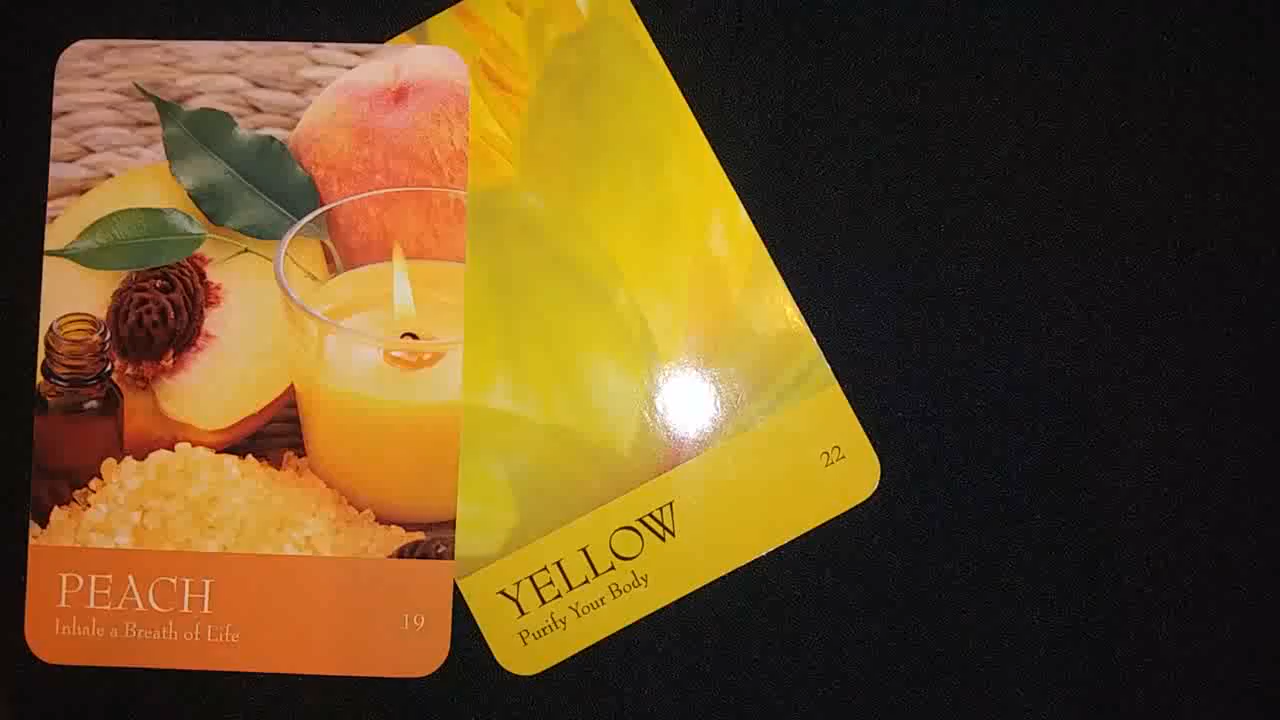 PEACH
Inhale a Breath of Life
19
YELLOW
Purify Your Body
22